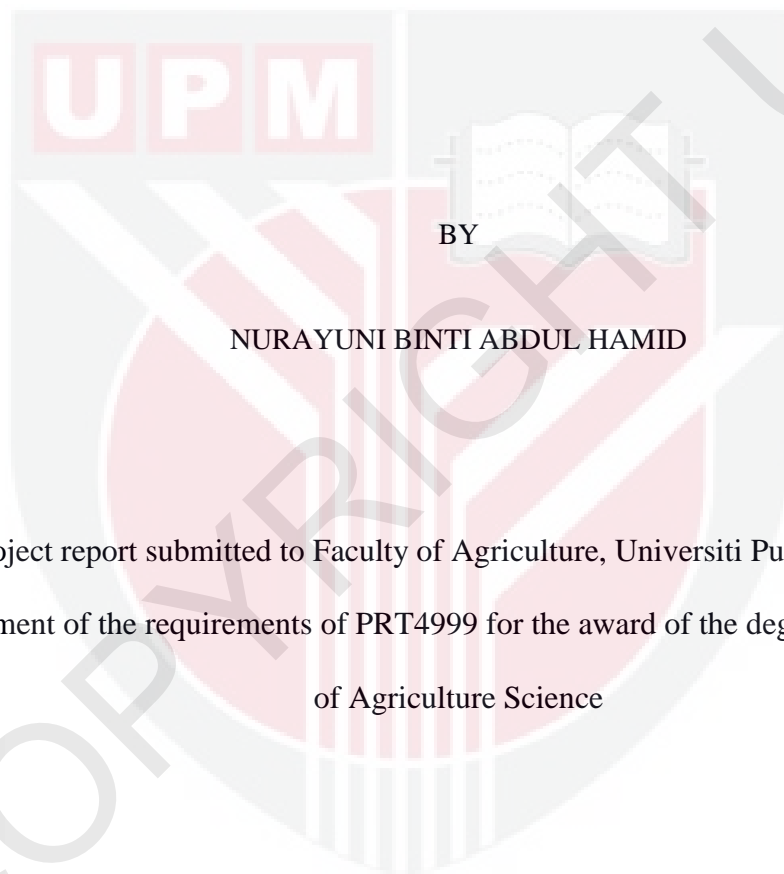 UPM
BY
NURAYUNI BINTI ABDUL HAMID
oject report submitted to Faculty of Agriculture, Universiti Pu
ment of the requirements of PRT4999 for the award of the deg
of Agriculture Science
OPYRIGHT U